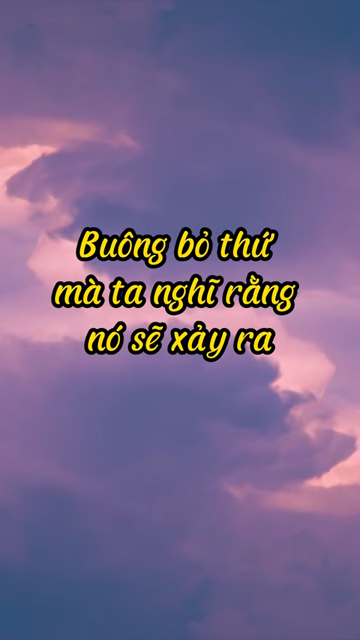 Buông bỏ thứ
mà ta nghĩ rằng
nó sẽ xảy ra